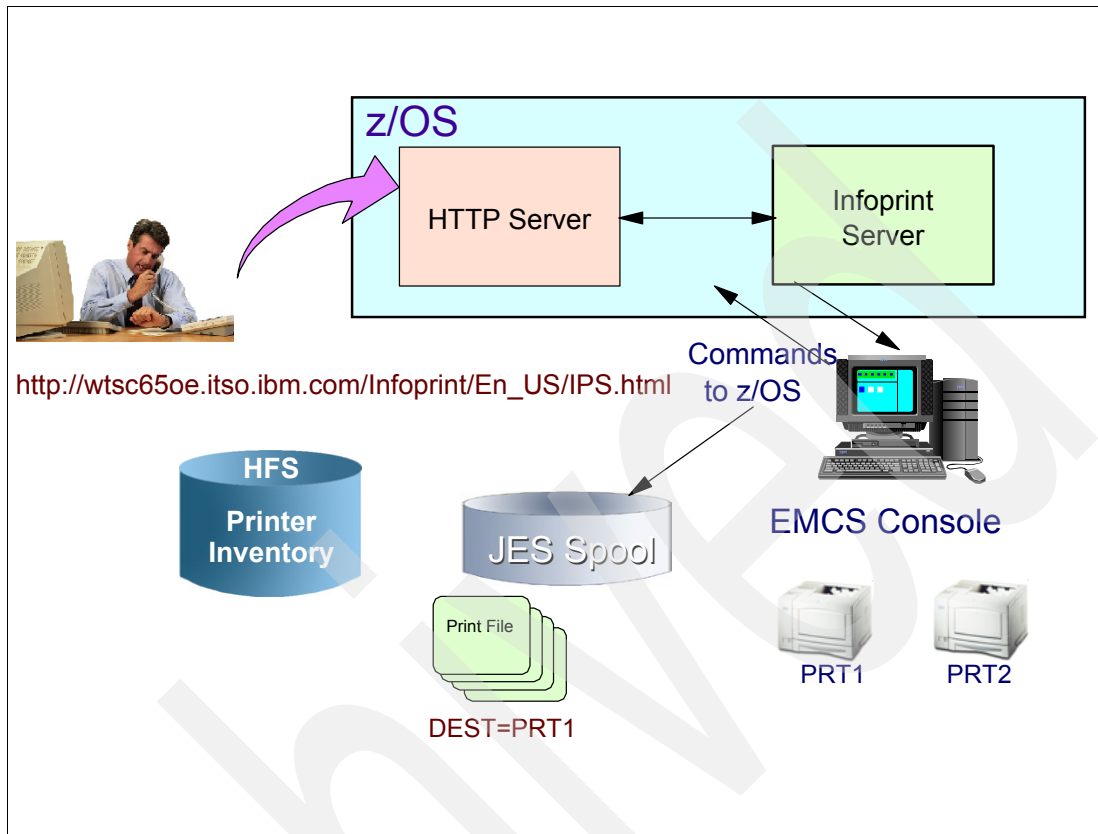 z/OS
HTTP Server
Infoprint
Server
Commands
to z/OS
http://wtsc65oe.itso.ibm.com/Infoprint/En_US/IPS.html
HFS
Printer
Inventory
JES Spool
EMCS Console
Print File
PRT1
PRT2
DEST=PRT1